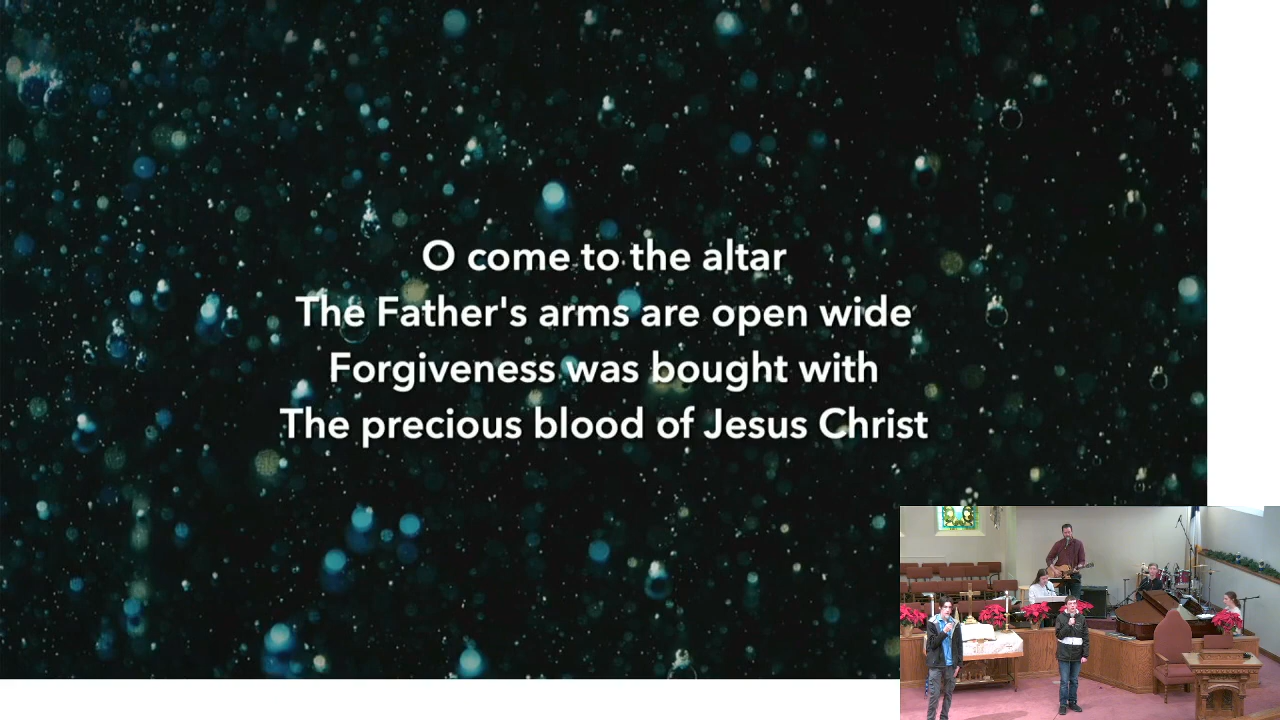 O come to the altar
The Father's arms are open wide
Forgiveness was bought with
The precious blood of Jesus Christ